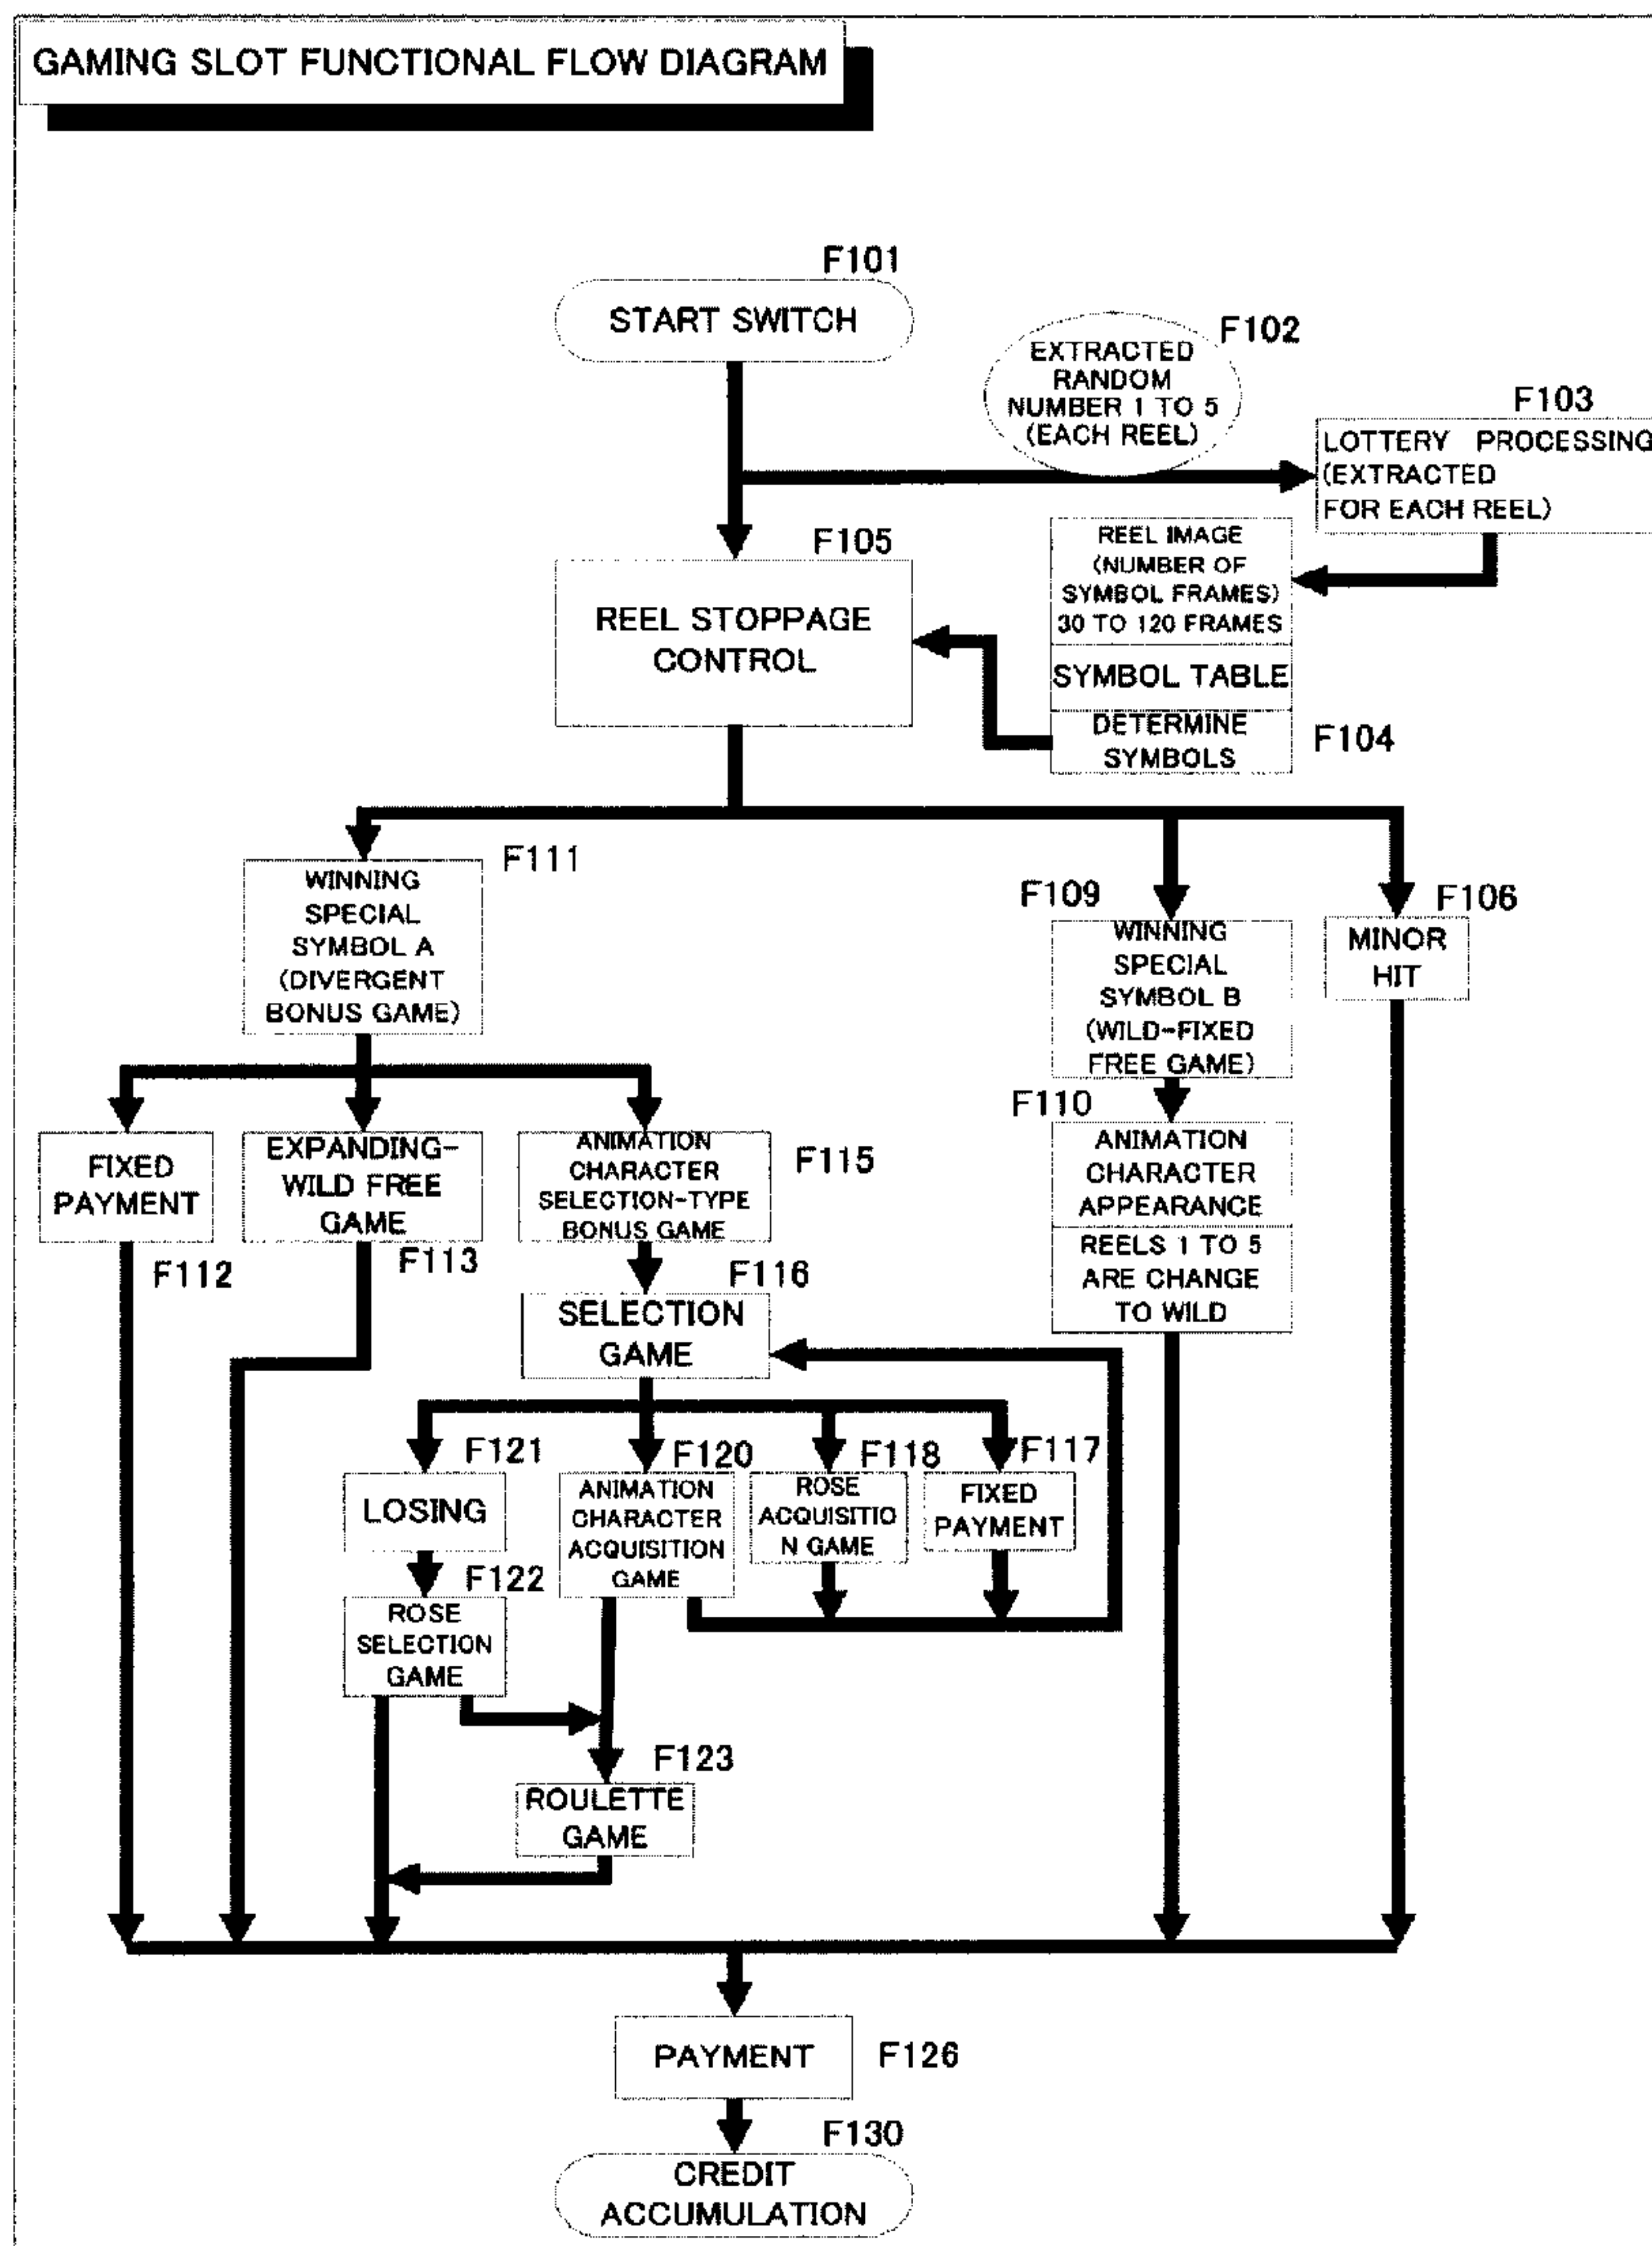 GAMING SLOT FUNCTIONAL FLOW DIAGRAM
F101
START SWITCH
F102
EXTRACTED
RANDOM
NUMBER 1 TO 5
(EACH REEL)
F103
LOTTERY PROCESSING
(EXTRACTED
FOR EACH REEL)
F105
REEL STOPPAGE
CONTROL
REEL IMAGE
(NUMBER OF
SYMBOL FRAMES)
30 TO 120 FRAMES
SYMBOL TABLE
DETERMINE
SYMBOLS
F104
F111
WINNING
SPECIAL
SYMBOL A
(DIVERGENT
BONUS GAME)
F109
WINNING
SPECIAL
SYMBOL B
(WILD-FIXED
FREE GAME)
F106
MINOR
HIT
F110
ANIMATION
CHARACTER
APPEARANCE
REELS 1 TO 5
ARE CHANGE
TO WILD
FIXED
PAYMENT
F112
EXPANDING-
WILD FREE
GAME
F113
ANIMATION
CHARACTER
SELECTION-TYPE
BONUS GAME
F115
F116
SELECTION
GAME
F121
LOSING
F120
ANIMATION
CHARACTER
ACQUISITION
GAME
F118
ROSE
ACQUISITIO
N GAME
F117
FIXED
PAYMENT
F122
ROSE
SELECTION
GAME
F123
ROULETTE
GAME
PAYMENT
F126
F130
CREDIT
ACCUMULATION